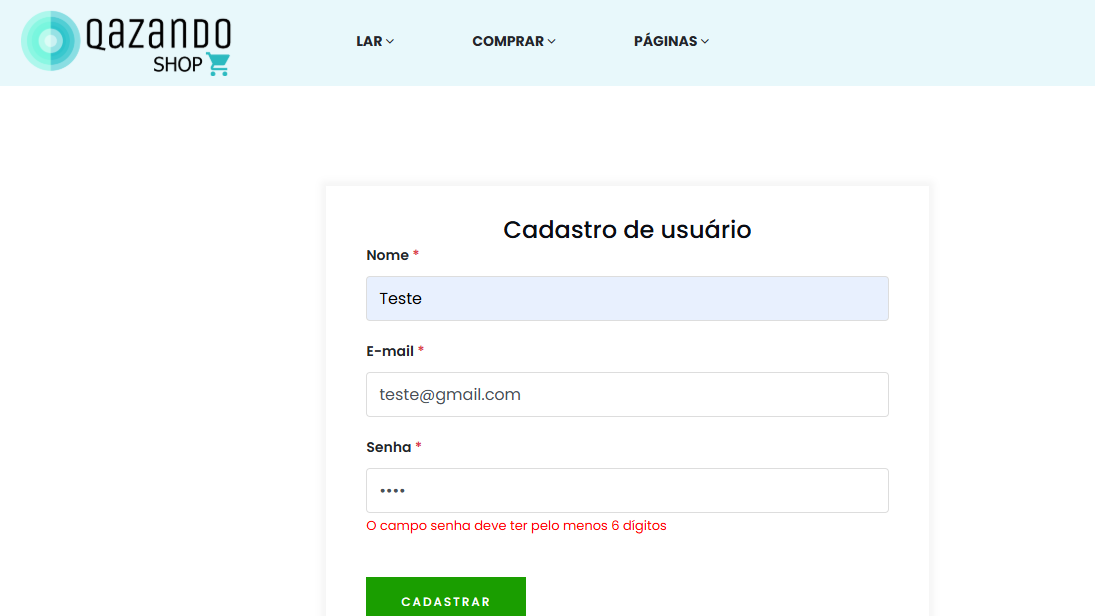 Qazando
SHOP
LAR
COMPRAR
PÁGINAS
Cadastro de usuário
Nome *
Teste
E-mail *
teste@gmail.com
Senha *
••••
O campo senha deve ter pelo menos 6 dígitos
CADASTRAR